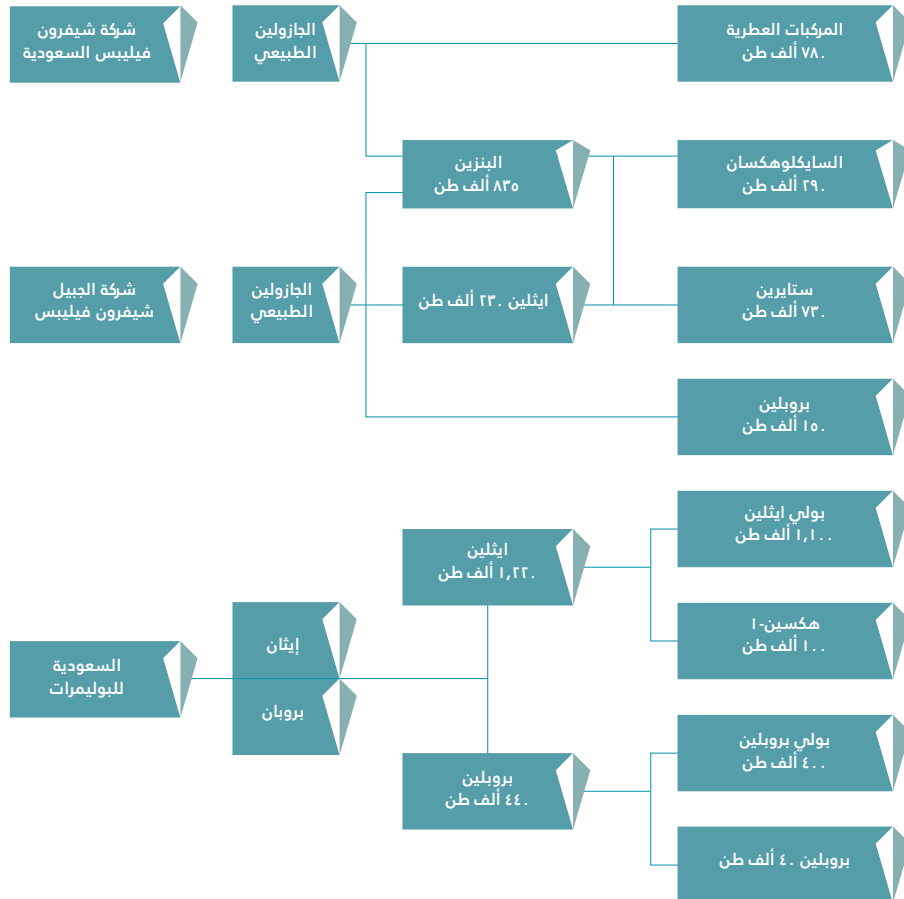 شركة شيفرون
فيليبس السعودية
الجازولين
الطبيعي
المركبات العطرية
٧٨٠ ألف طن
البنزين
٨٣٥ ألف طن
السايكلوهكسان
٢٩٠ ألف طن
شركة الجبيل
شيفرون فيليبس
الجازولين
الطبيعي
ايثلين ٢٣٠ ألف طن
ستايرين
٧٣٠ ألف طن
بروبلين
١٥٠ ألف طن
السعودية
للبوليمرات
إيثان
بروبان
ايثلين
١,٢٢٠ ألف طن
بولي ايثلين
١,١٠٠ ألف طن
هكسين-١
١٠٠ ألف طن
بروبلين
٤٤٠ ألف طن
بولي بروبلين
٤٠٠ ألف طن
بروبلين ٤٠ ألف طن